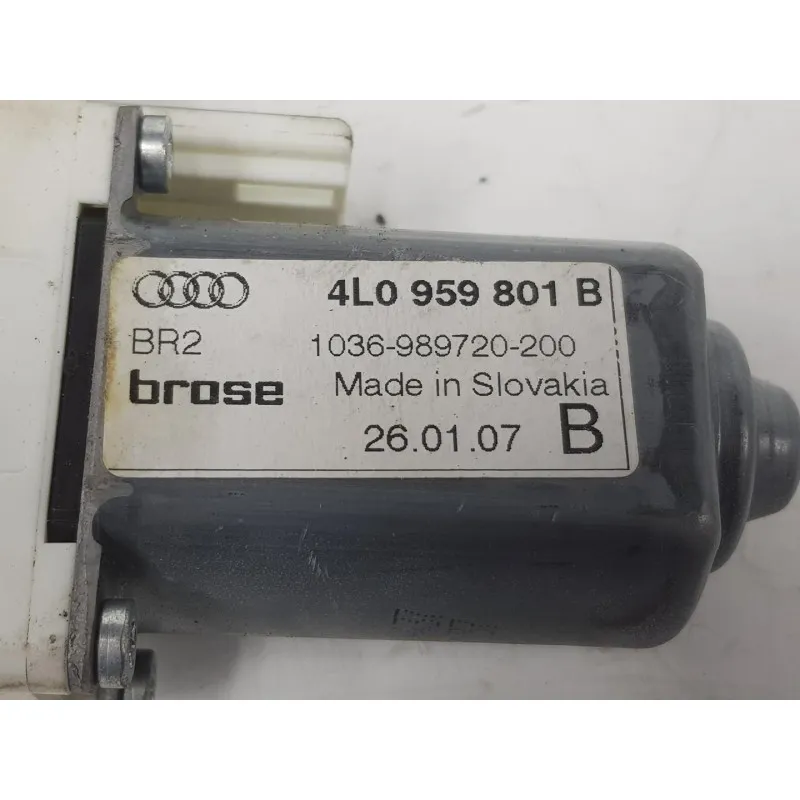 4L0 959 801 B
BR2 1036-989720-200
brose Made in Slovakia
26.01.07 B